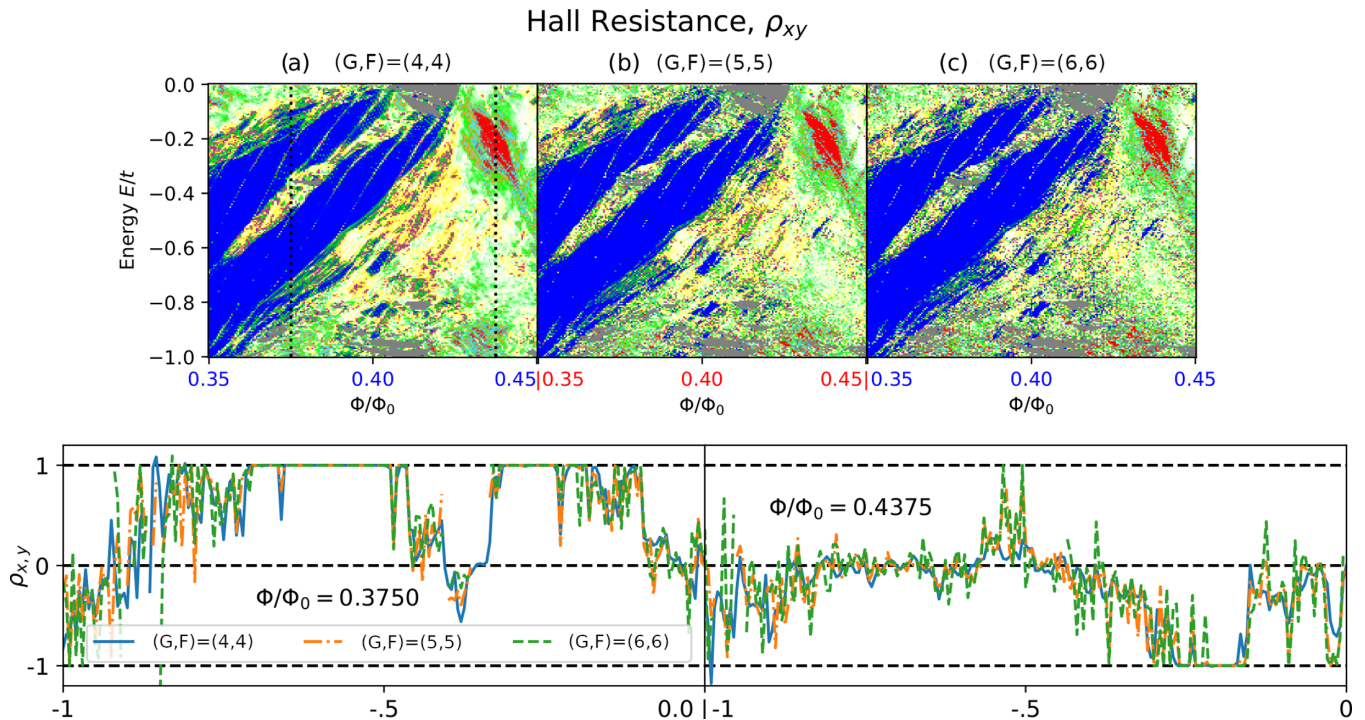 Hall Resistance, ρxy
(a) (G,F)=(4,4) (b) (G,F)=(5,5) (c) (G,F)=(6,6)
0.0
−0.2
−0.4
−0.6
−0.8
−1.0
Energy E/t
0.35 0.40 0.45|0.35 0.40 0.45|0.35 0.40 0.45
Φ/Φ0 Φ/Φ0 Φ/Φ0
1
0
-1
ρx,y
Φ/Φ0 = 0.4375
Φ/Φ0 = 0.3750
(G,F)=(4,4) (G,F)=(5,5) (G,F)=(6,6)
-1 -.5 0.0 |-1 -.5 0